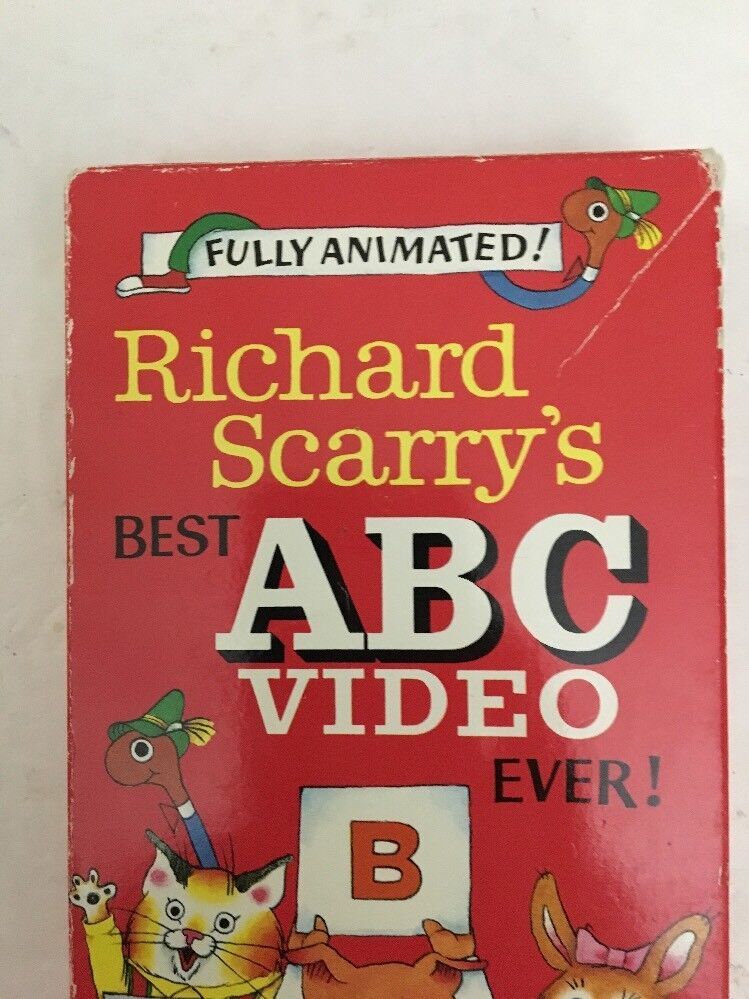 FULLY ANIMATED!
Richard
Scarry's
BEST ABC
VIDEO
EVER!
B